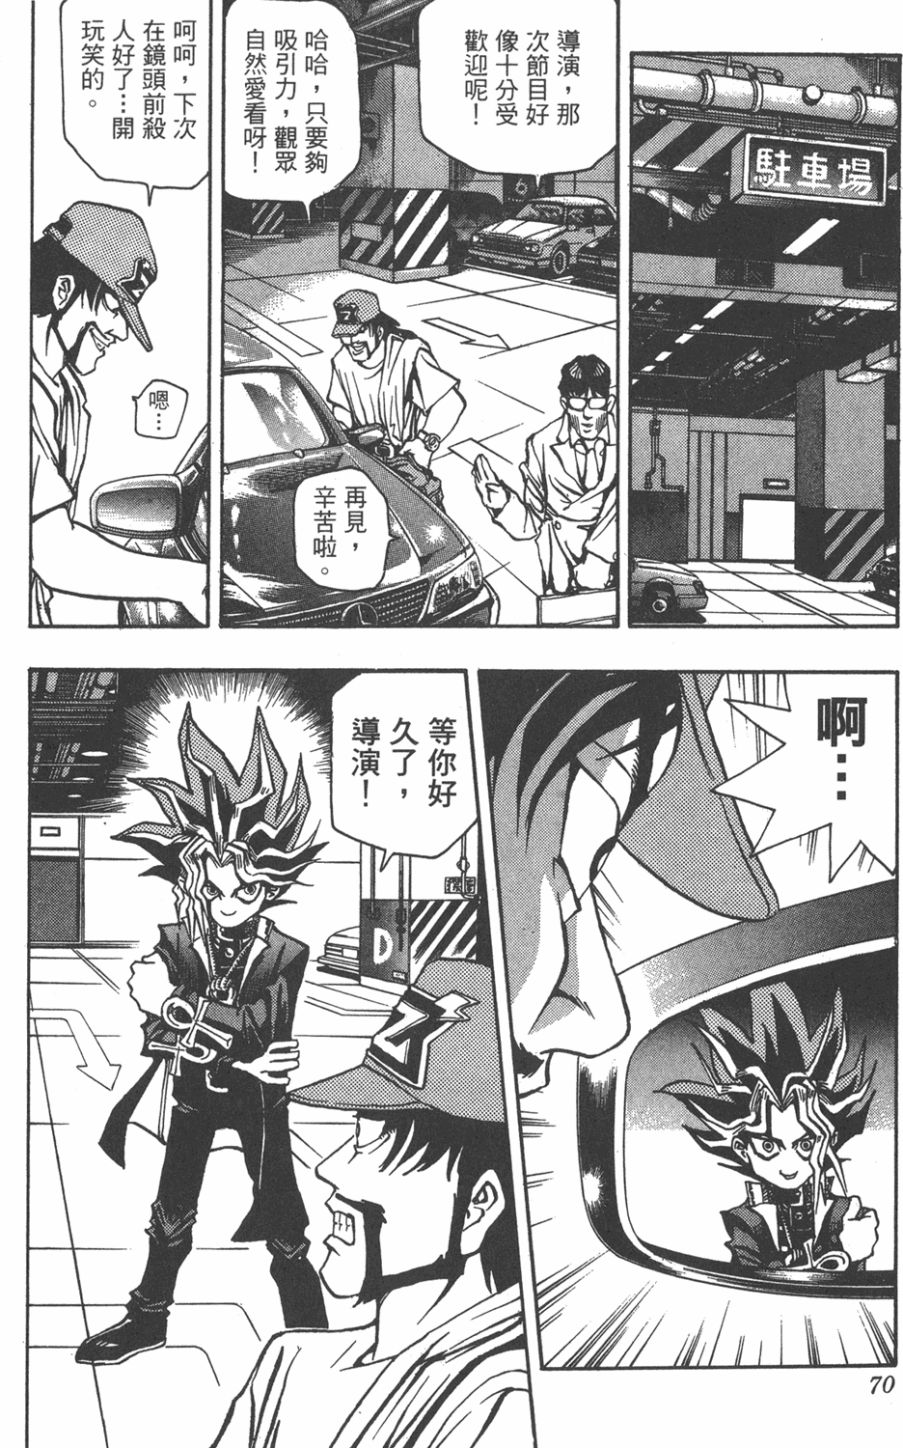 駐車場
導演，那
次節目好
像十分受
歡迎呢！
哈哈，只要夠
吸引力，觀眾
自然愛看呀！
再見，
辛苦啦。
呵呵，下次
在鏡頭前殺
人好了…開
玩笑的。
嗯…
啊…
等你好
久了，
導演！
D
Z
Z
Z
70